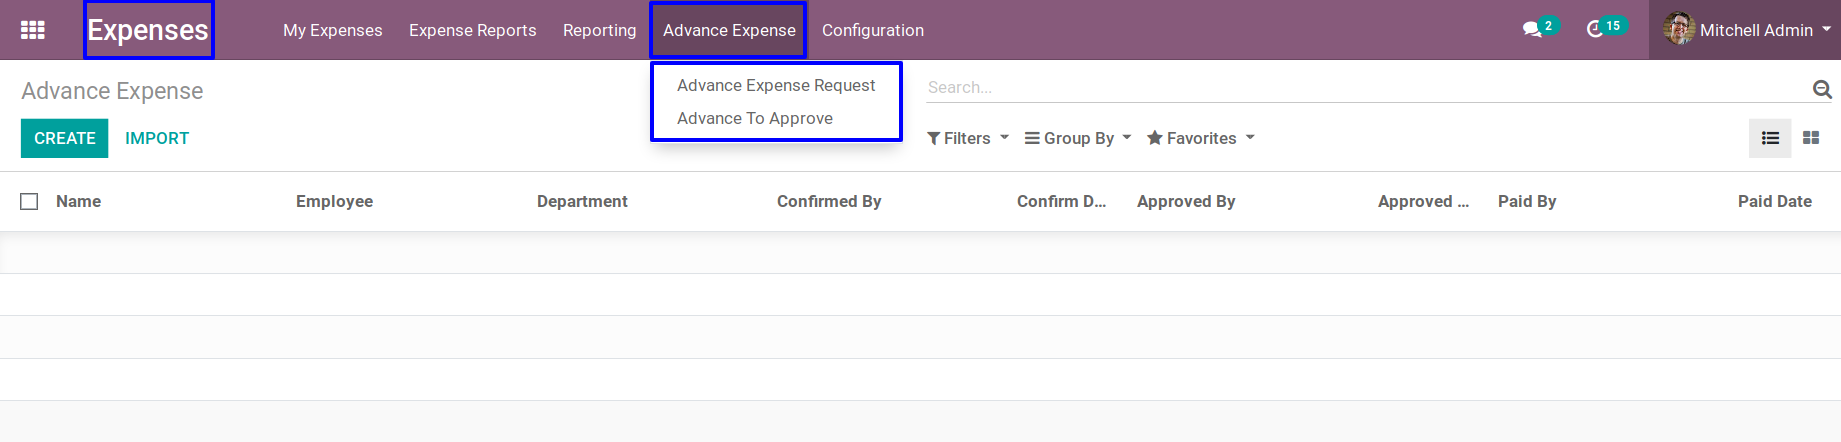 Expenses My Expenses Expense Reports Reporting Advance Expense Configuration 2 15 Mitchell Admin
Advance Expense Advance Expense Request Search...
Advance To Approve
CREATE IMPORT Filters Group By Favorites
Name Employee Department Confirmed By Confirm D... Approved By Approved ... Paid By Paid Date